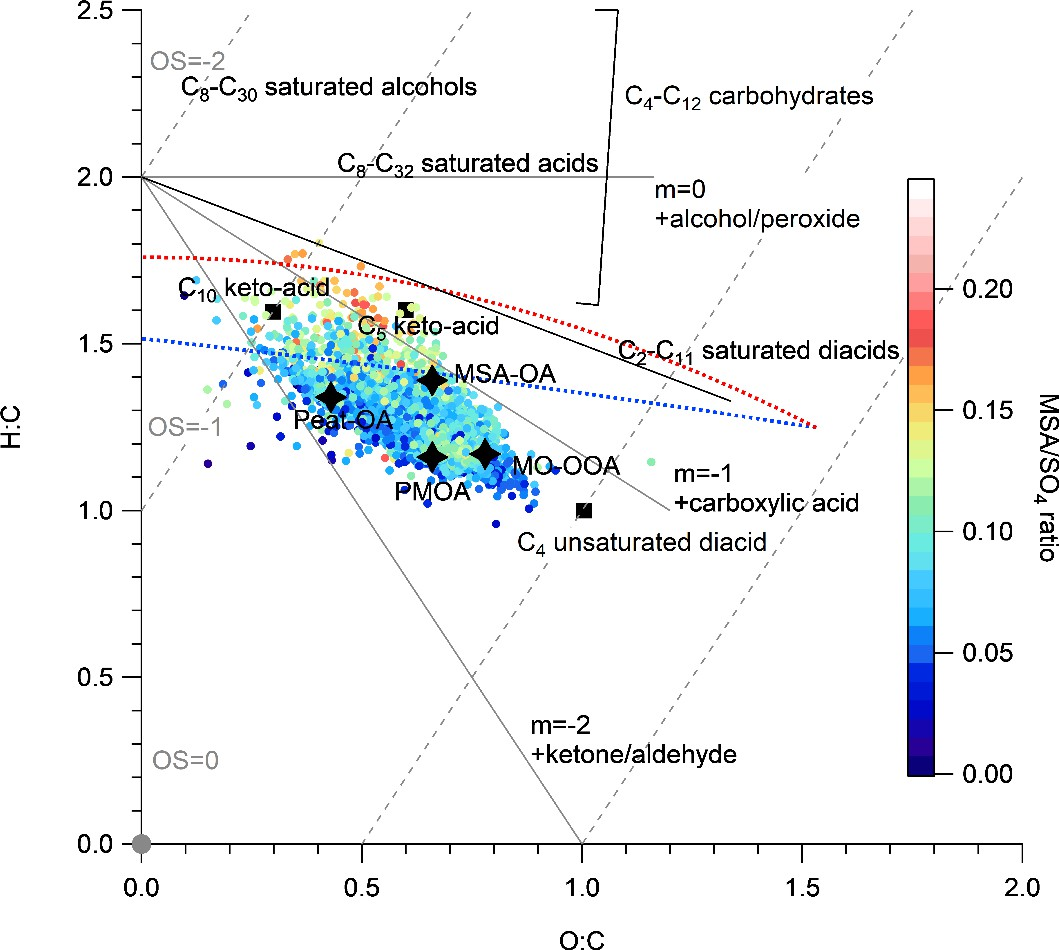 2.5
OS=-2
C8-C30 saturated alcohols
C4-C12 carbohydrates
C8-C32 saturated acids
2.0
m=0
+alcohol/peroxide
C10 keto-acid
0.20
C5 keto-acid
1.5
C2-C11 saturated diacids
MSA-OA
Peat-OA
OS=-1
0.15
H:C
MSA/SO4 ratio
MO-OOA
PMOA
m=-1
+carboxylic acid
1.0
C4 unsaturated diacid
0.10
0.05
0.5
m=-2
+ketone/aldehyde
OS=0
0.00
0.0
0.0
0.5
1.0
1.5
2.0
O:C